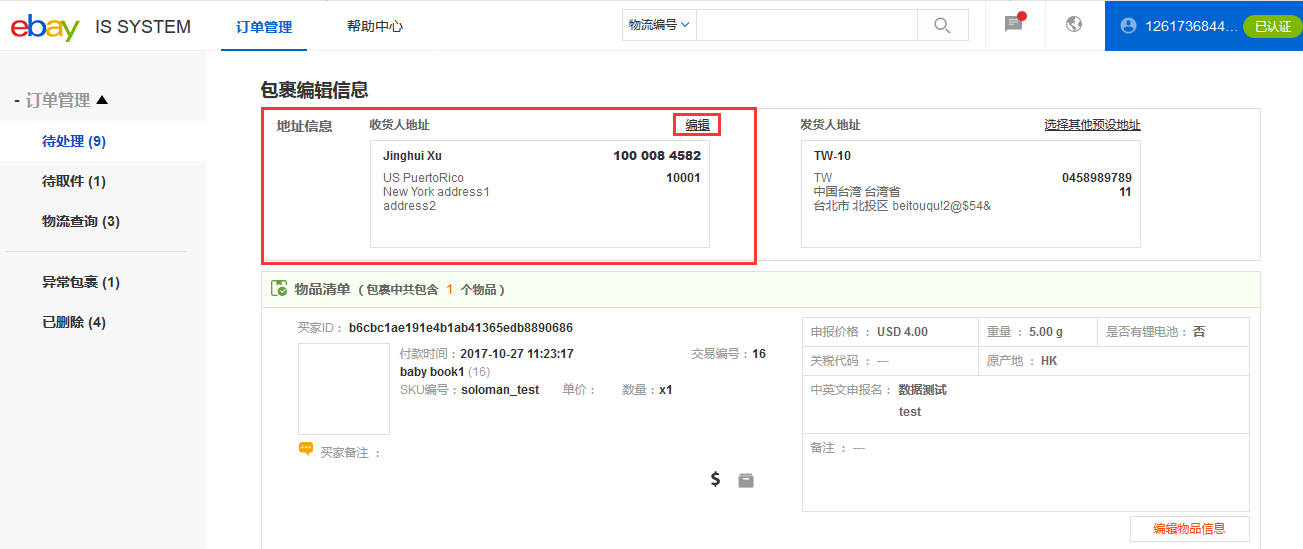 ebay IS SYSTEM
订单管理
帮助中心
物流编号
1261736844...
已认证
- 订单管理 ▲
待处理 (9)
待取件 (1)
物流查询 (3)
异常包裹 (1)
已删除 (4)
包裹编辑信息
地址信息
收货人地址
编辑
Jinghui Xu
100 008 4582
US PuertoRico
10001
New York address1
address2
发货人地址
选择其他预设地址
TW-10
TW
0458989789
中国台湾 台湾省
11
台北市 北投区 beitouqu!2@$54&
物品清单 ( 包裹中共包含 1 个物品 )
买家ID： b6cbc1ae191e4b1ab41365edb8890686
付款时间：2017-10-27 11:23:17
交易编号：16
baby book1 (16)
SKU编号：soloman_test
单价：
数量：x1
买家备注 ：
$
申报价格 ： USD 4.00
重量 ： 5.00 g
是否有锂电池： 否
关税代码 ： ---
原产地 ： HK
中英文申报名： 数据测试
test
备注 ： ---
编辑物品信息